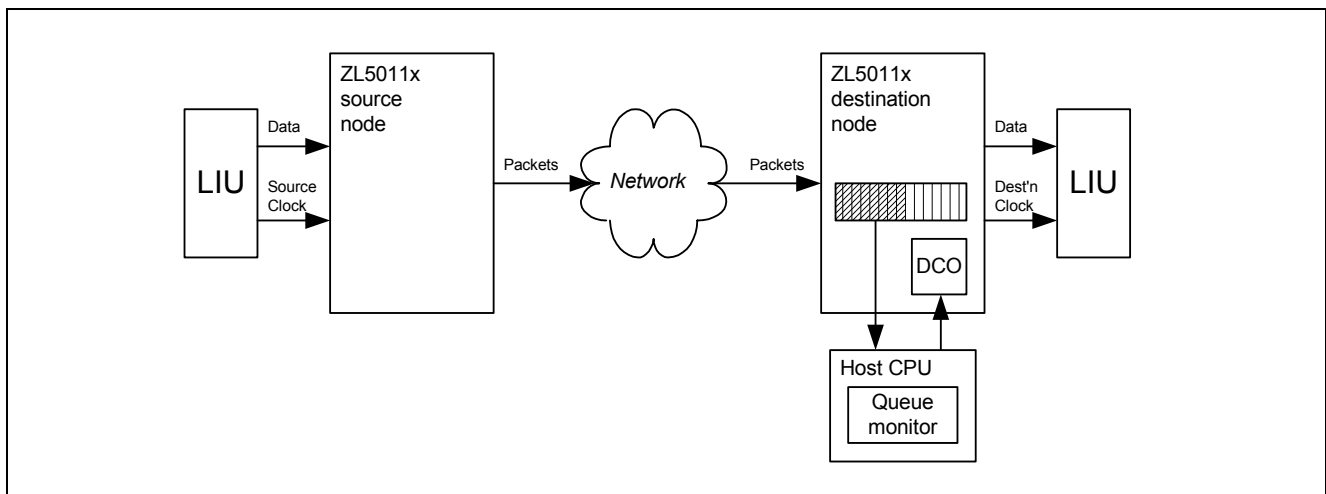 LIU
Data
Source
Clock
ZL5011x
source
node
Packets
Network
Packets
ZL5011x
destination
node
DCO
Host CPU
Queue
monitor
Data
Dest'n
Clock
LIU